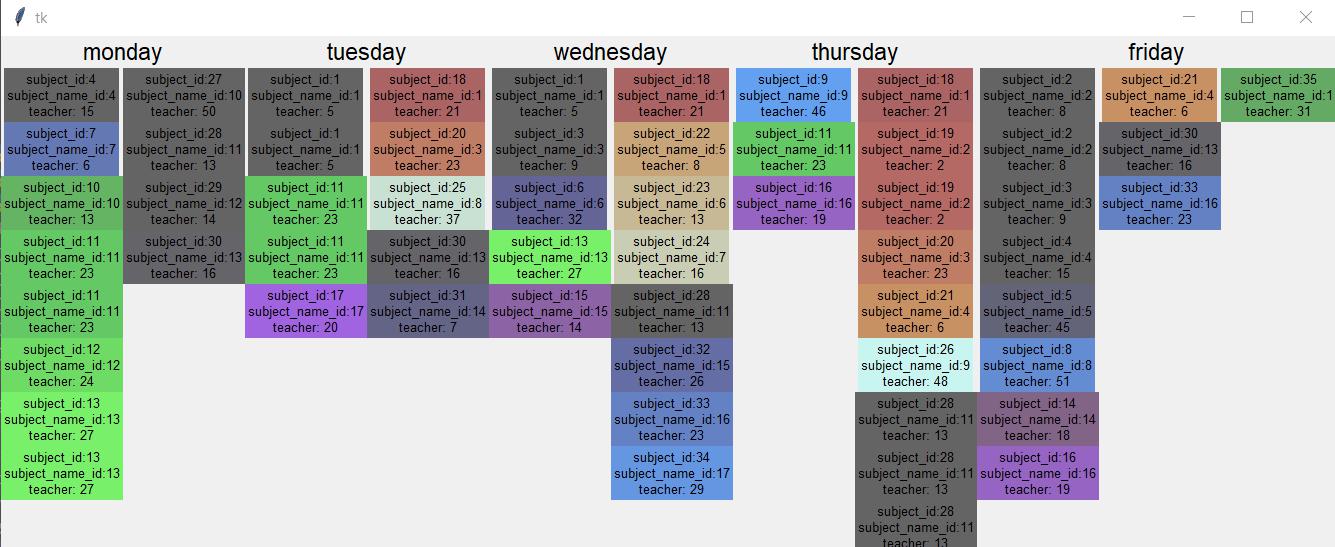 tk
monday
tuesday
wednesday
thursday
friday
subject_id:4
subject_name_id:4
teacher: 15
subject_id:7
subject_name_id:7
teacher: 6
subject_id:10
subject_name_id:10
teacher: 13
subject_id:11
subject_name_id:11
teacher: 23
subject_id:11
subject_name_id:11
teacher: 23
subject_id:12
subject_name_id:12
teacher: 24
subject_id:13
subject_name_id:13
teacher: 27
subject_id:13
subject_name_id:13
teacher: 27
subject_id:27
subject_name_id:10
teacher: 50
subject_id:28
subject_name_id:11
teacher: 13
subject_id:29
subject_name_id:12
teacher: 14
subject_id:30
subject_name_id:13
teacher: 16
subject_id:1
subject_name_id:1
teacher: 5
subject_id:1
subject_name_id:1
teacher: 5
subject_id:11
subject_name_id:11
teacher: 23
subject_id:11
subject_name_id:11
teacher: 23
subject_id:17
subject_name_id:17
teacher: 20
subject_id:18
subject_name_id:1
teacher: 21
subject_id:20
subject_name_id:3
teacher: 23
subject_id:25
subject_name_id:8
teacher: 37
subject_id:30
subject_name_id:13
teacher: 16
subject_id:31
subject_name_id:14
teacher: 7
subject_id:1
subject_name_id:1
teacher: 5
subject_id:3
subject_name_id:3
teacher: 9
subject_id:6
subject_name_id:6
teacher: 32
subject_id:13
subject_name_id:13
teacher: 27
subject_id:15
subject_name_id:15
teacher: 14
subject_id:18
subject_name_id:1
teacher: 21
subject_id:22
subject_name_id:5
teacher: 8
subject_id:23
subject_name_id:6
teacher: 13
subject_id:24
subject_name_id:7
teacher: 16
subject_id:28
subject_name_id:11
teacher: 13
subject_id:32
subject_name_id:15
teacher: 26
subject_id:33
subject_name_id:16
teacher: 23
subject_id:34
subject_name_id:17
teacher: 29
subject_id:9
subject_name_id:9
teacher: 46
subject_id:11
subject_name_id:11
teacher: 23
subject_id:16
subject_name_id:16
teacher: 19
subject_id:18
subject_name_id:1
teacher: 21
subject_id:19
subject_name_id:2
teacher: 2
subject_id:19
subject_name_id:2
teacher: 2
subject_id:20
subject_name_id:3
teacher: 23
subject_id:21
subject_name_id:4
teacher: 6
subject_id:26
subject_name_id:9
teacher: 48
subject_id:28
subject_name_id:11
teacher: 13
subject_id:28
subject_name_id:11
teacher: 13
subject_id:28
subject_name_id:11
teacher: 13
subject_id:2
subject_name_id:2
teacher: 8
subject_id:2
subject_name_id:2
teacher: 8
subject_id:3
subject_name_id:3
teacher: 9
subject_id:4
subject_name_id:4
teacher: 15
subject_id:5
subject_name_id:5
teacher: 45
subject_id:8
subject_name_id:8
teacher: 51
subject_id:14
subject_name_id:14
teacher: 18
subject_id:16
subject_name_id:16
teacher: 19
subject_id:21
subject_name_id:4
teacher: 6
subject_id:30
subject_name_id:13
teacher: 16
subject_id:33
subject_name_id:16
teacher: 23
subject_id:35
subject_name_id:1
teacher: 31